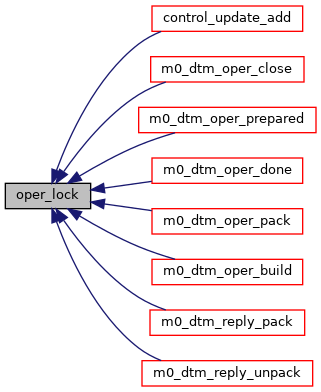 control_update_add
m0_dtm_oper_close
m0_dtm_oper_prepared
m0_dtm_oper_done
oper_lock
m0_dtm_oper_pack
m0_dtm_oper_build
m0_dtm_reply_pack
m0_dtm_reply_unpack